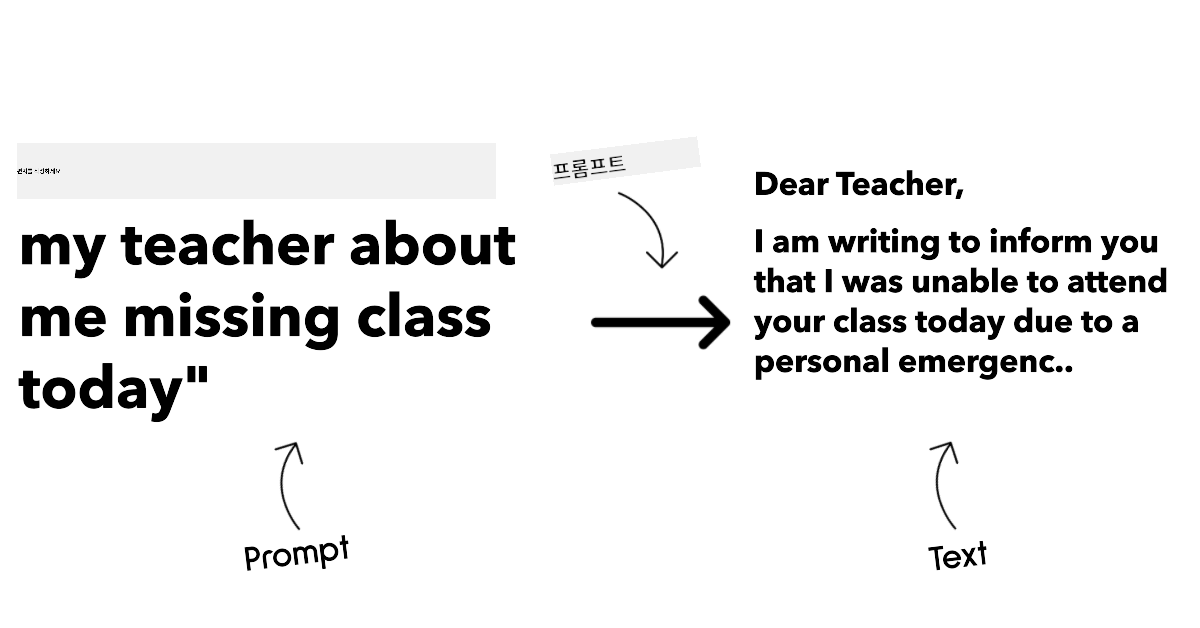 my teacher about
me missing class
today"
프롬프트
Dear Teacher,
I am writing to inform you
that I was unable to attend
your class today due to a
personal emergenc..
Prompt
Text